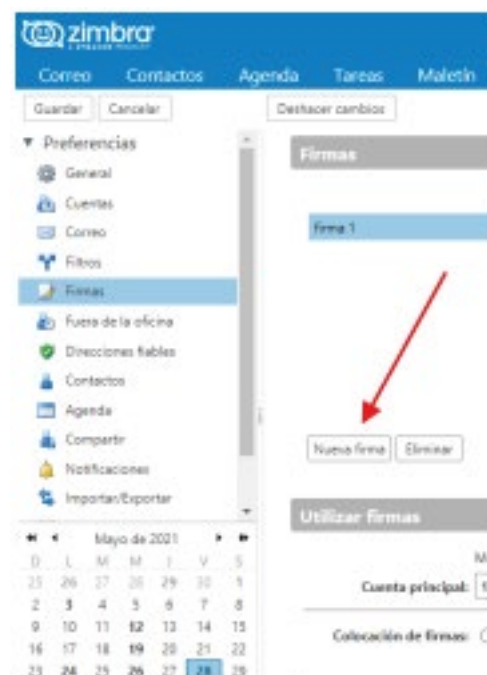 zimbra
Correo Contactos Agenda Tareas Maletín
Guardar Cancelar Deshacer cambios
Preferencias
General
Cuentas
Correo
Filtros
Firmas
Fuera de la oficina
Direcciones fiables
Contactos
Agenda
Compartir
Notificaciones
Importar/Exportar
Firmas
firma 1
Nueva firma Eliminar
Utilizar firmas
Cuenta principal:
Colocación de firmas:
Mayo de 2021
D L M M J V S
25 26 27 28 29 30 1
2 3 4 5 6 7 8
9 10 11 12 13 14 15
16 17 18 19 20 21 22
23 24 25 26 27 28 29